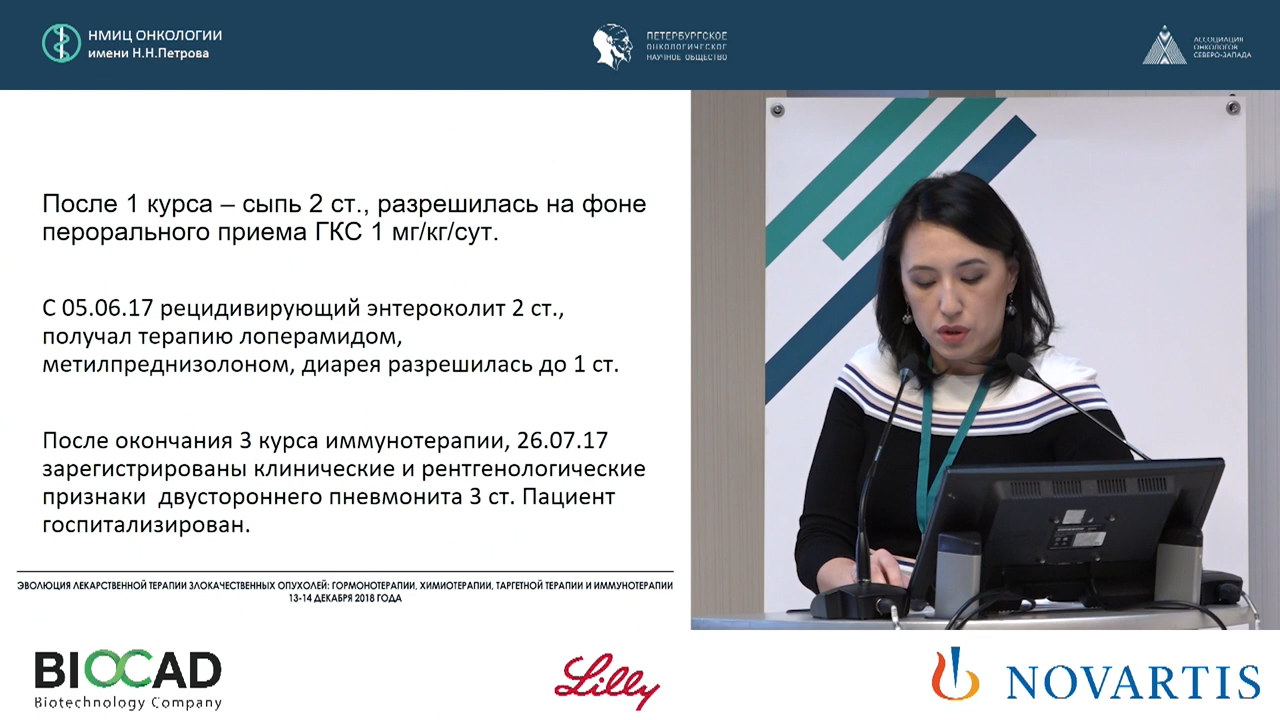 НМИЦ ОНКОЛОГИИ
имени Н.Н.Петрова
ПЕТЕРБУРГСКОЕ
ОНКОЛОГИЧЕСКОЕ
НАУЧНОЕ ОБЩЕСТВО
АССОЦИАЦИЯ
ОНКОЛОГОВ
СЕВЕРО-ЗАПАДА
После 1 курса – сыпь 2 ст., разрешилась на фоне
перорального приема ГКС 1 мг/кг/сут.
С 05.06.17 рецидивирующий энтероколит 2 ст.,
получал терапию лоперамидом,
метилпреднизолоном, диарея разрешилась до 1 ст.
После окончания 3 курса иммунотерапии, 26.07.17
зарегистрированы клинические и рентгенологические
признаки двустороннего пневмонита 3 ст. Пациент
госпитализирован.
ЭВОЛЮЦИЯ ЛЕКАРСТВЕННОЙ ТЕРАПИИ ЗЛОКАЧЕСТВЕННЫХ ОПУХОЛЕЙ: ГОРМОНОТЕРАПИИ, ХИМИОТЕРАПИИ, ТАРГЕТНОЙ ТЕРАПИИ И ИММУНОТЕРАПИИ
13-14 ДЕКАБРЯ 2018 ГОДА
BIOCAD
Biotechnology Company
Lilly
NOVARTIS